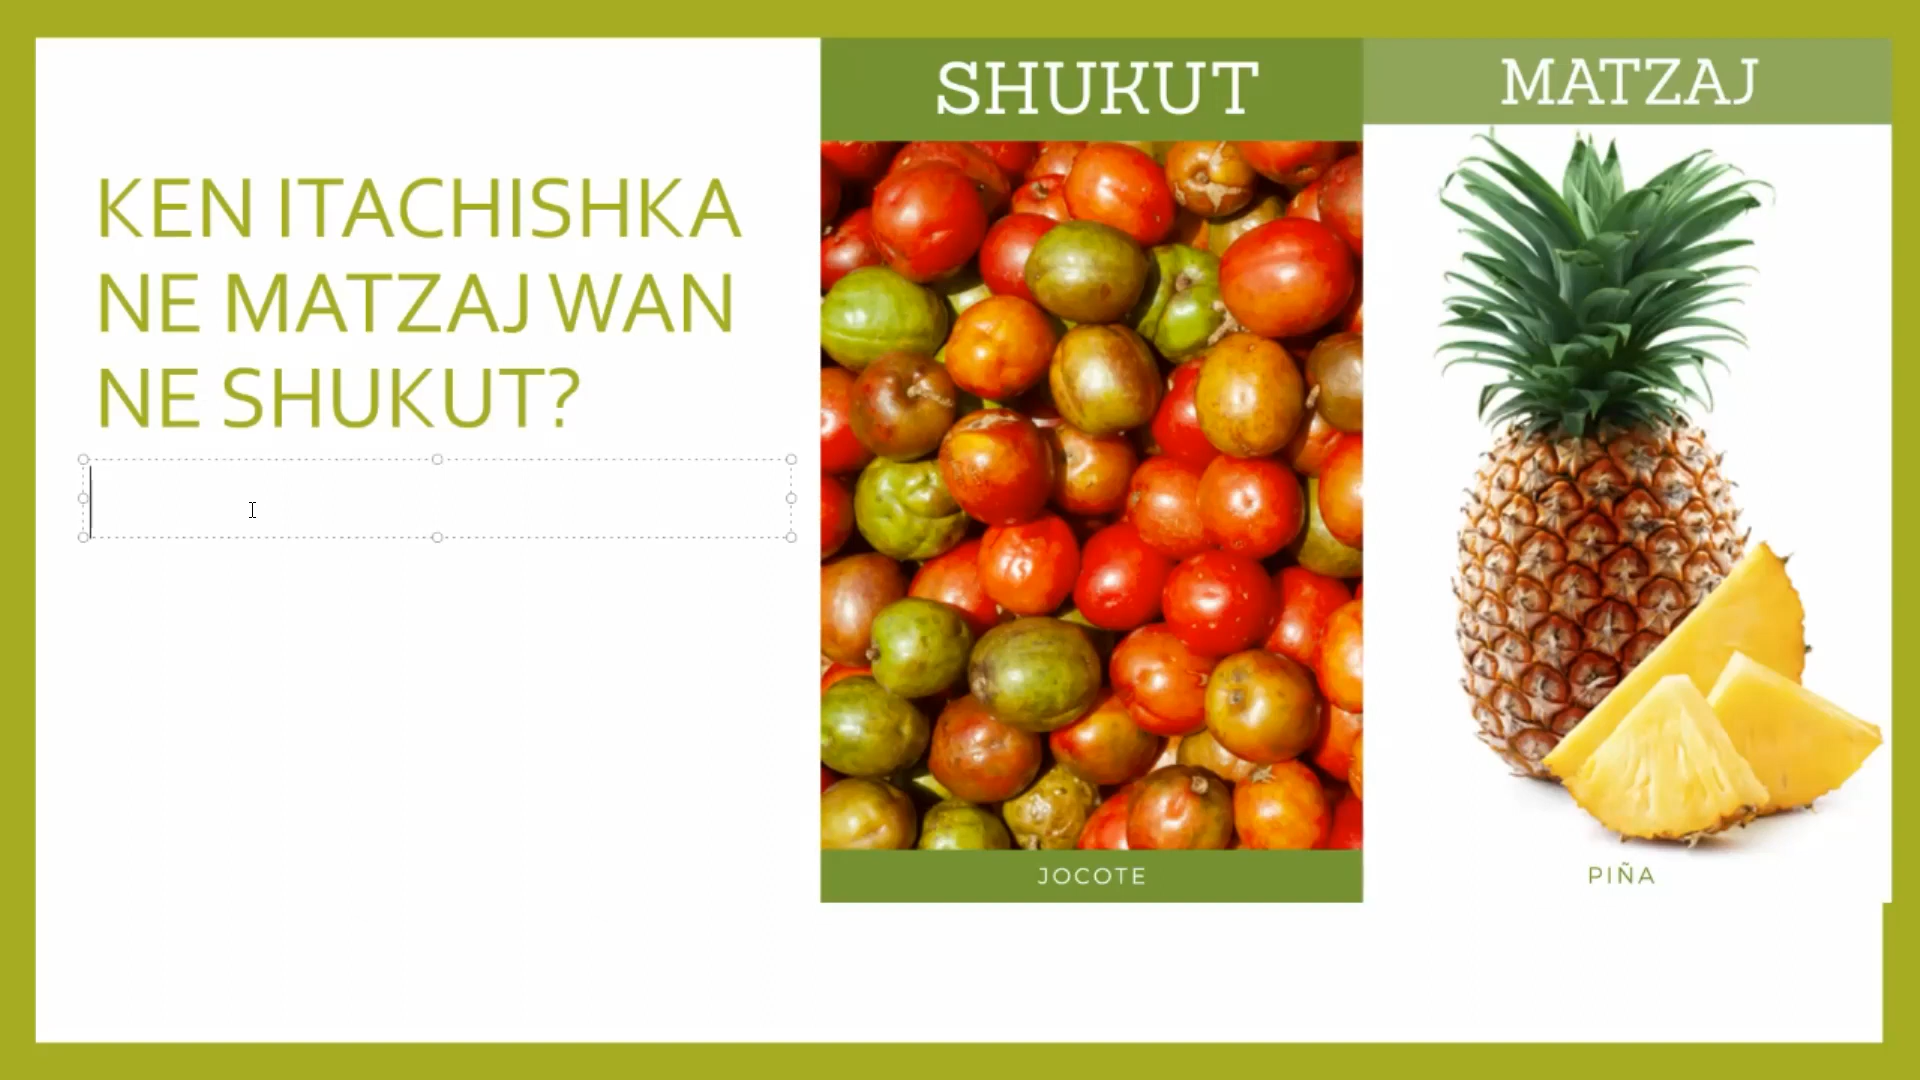 KEN ITACHISHKA
NE MATZAJ WAN
NE SHUKUT?
SHUKUT
JOCOTE
MATZAJ
PIÑA